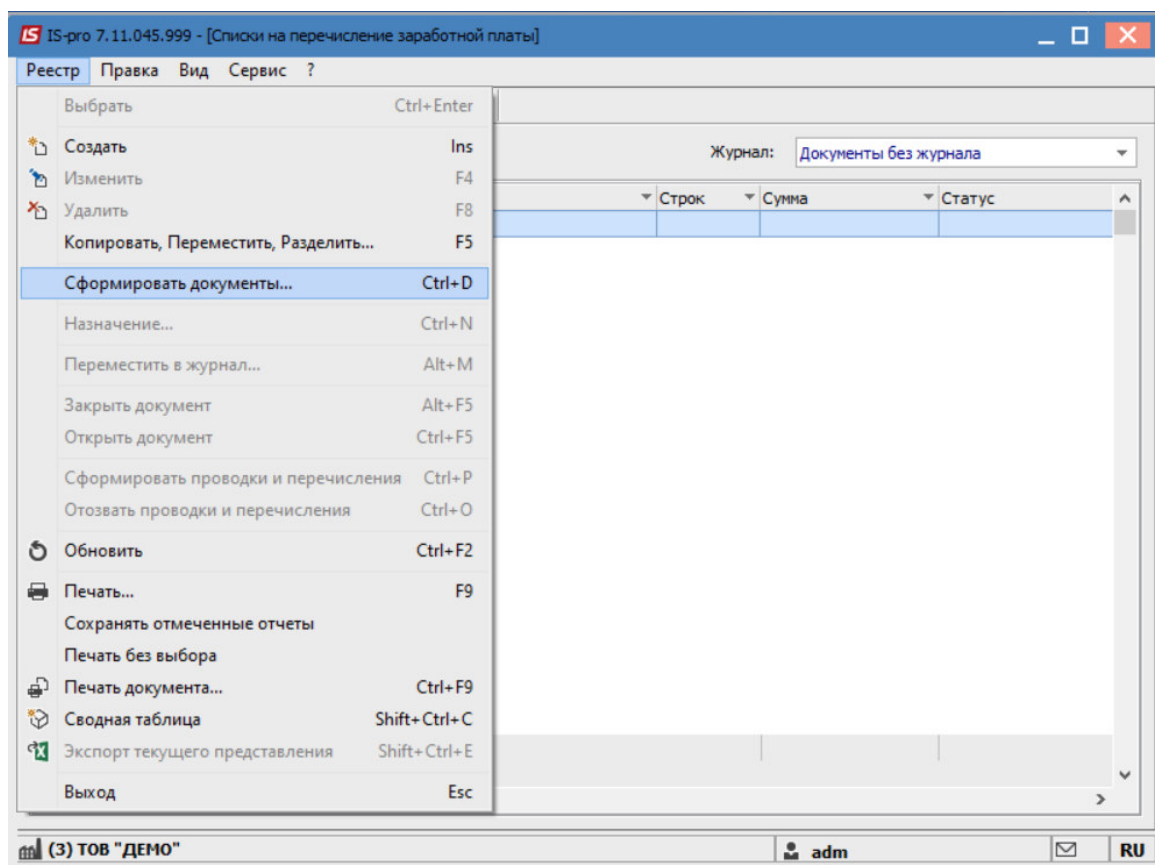 IS-pro 7.11.045.999 - [Списки на перечисление заработной платы]
Реестр Правка Вид Сервис ?
Выбрать Ctrl+Enter
Создать Ins
Журнал: Документы без журнала
Изменить F4
Удалить F8
Строк Сумма Статус
Копировать, Переместить, Разделить... F5
Сформировать документы... Ctrl+D
Назначение... Ctrl+N
Переместить в журнал... Alt+M
Закрыть документ Alt+F5
Открыть документ Ctrl+F5
Сформировать проводки и перечисления Ctrl+P
Отозвать проводки и перечисления Ctrl+O
Обновить Ctrl+F2
Печать... F9
Сохранять отмеченные отчеты
Печать без выбора
Печать документа... Ctrl+F9
Сводная таблица Shift+Ctrl+C
Экспорт текущего представления Shift+Ctrl+E
Выход Esc
(3) ТОВ "ДЕМО" adm RU